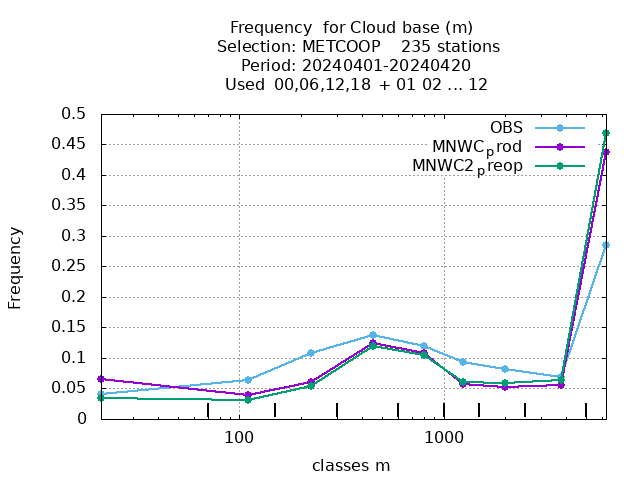 Frequency  for Cloud base (m)
Selection: METCOOP    235 stations
Period: 20240401-20240420
Used  00,06,12,18 + 01 02 ... 12
0.5
0.45
0.4
0.35
0.3
0.25
0.2
0.15
0.1
0.05
0
Frequency
OBS
MNWCprod
MNWC2preop
100
1000
classes m